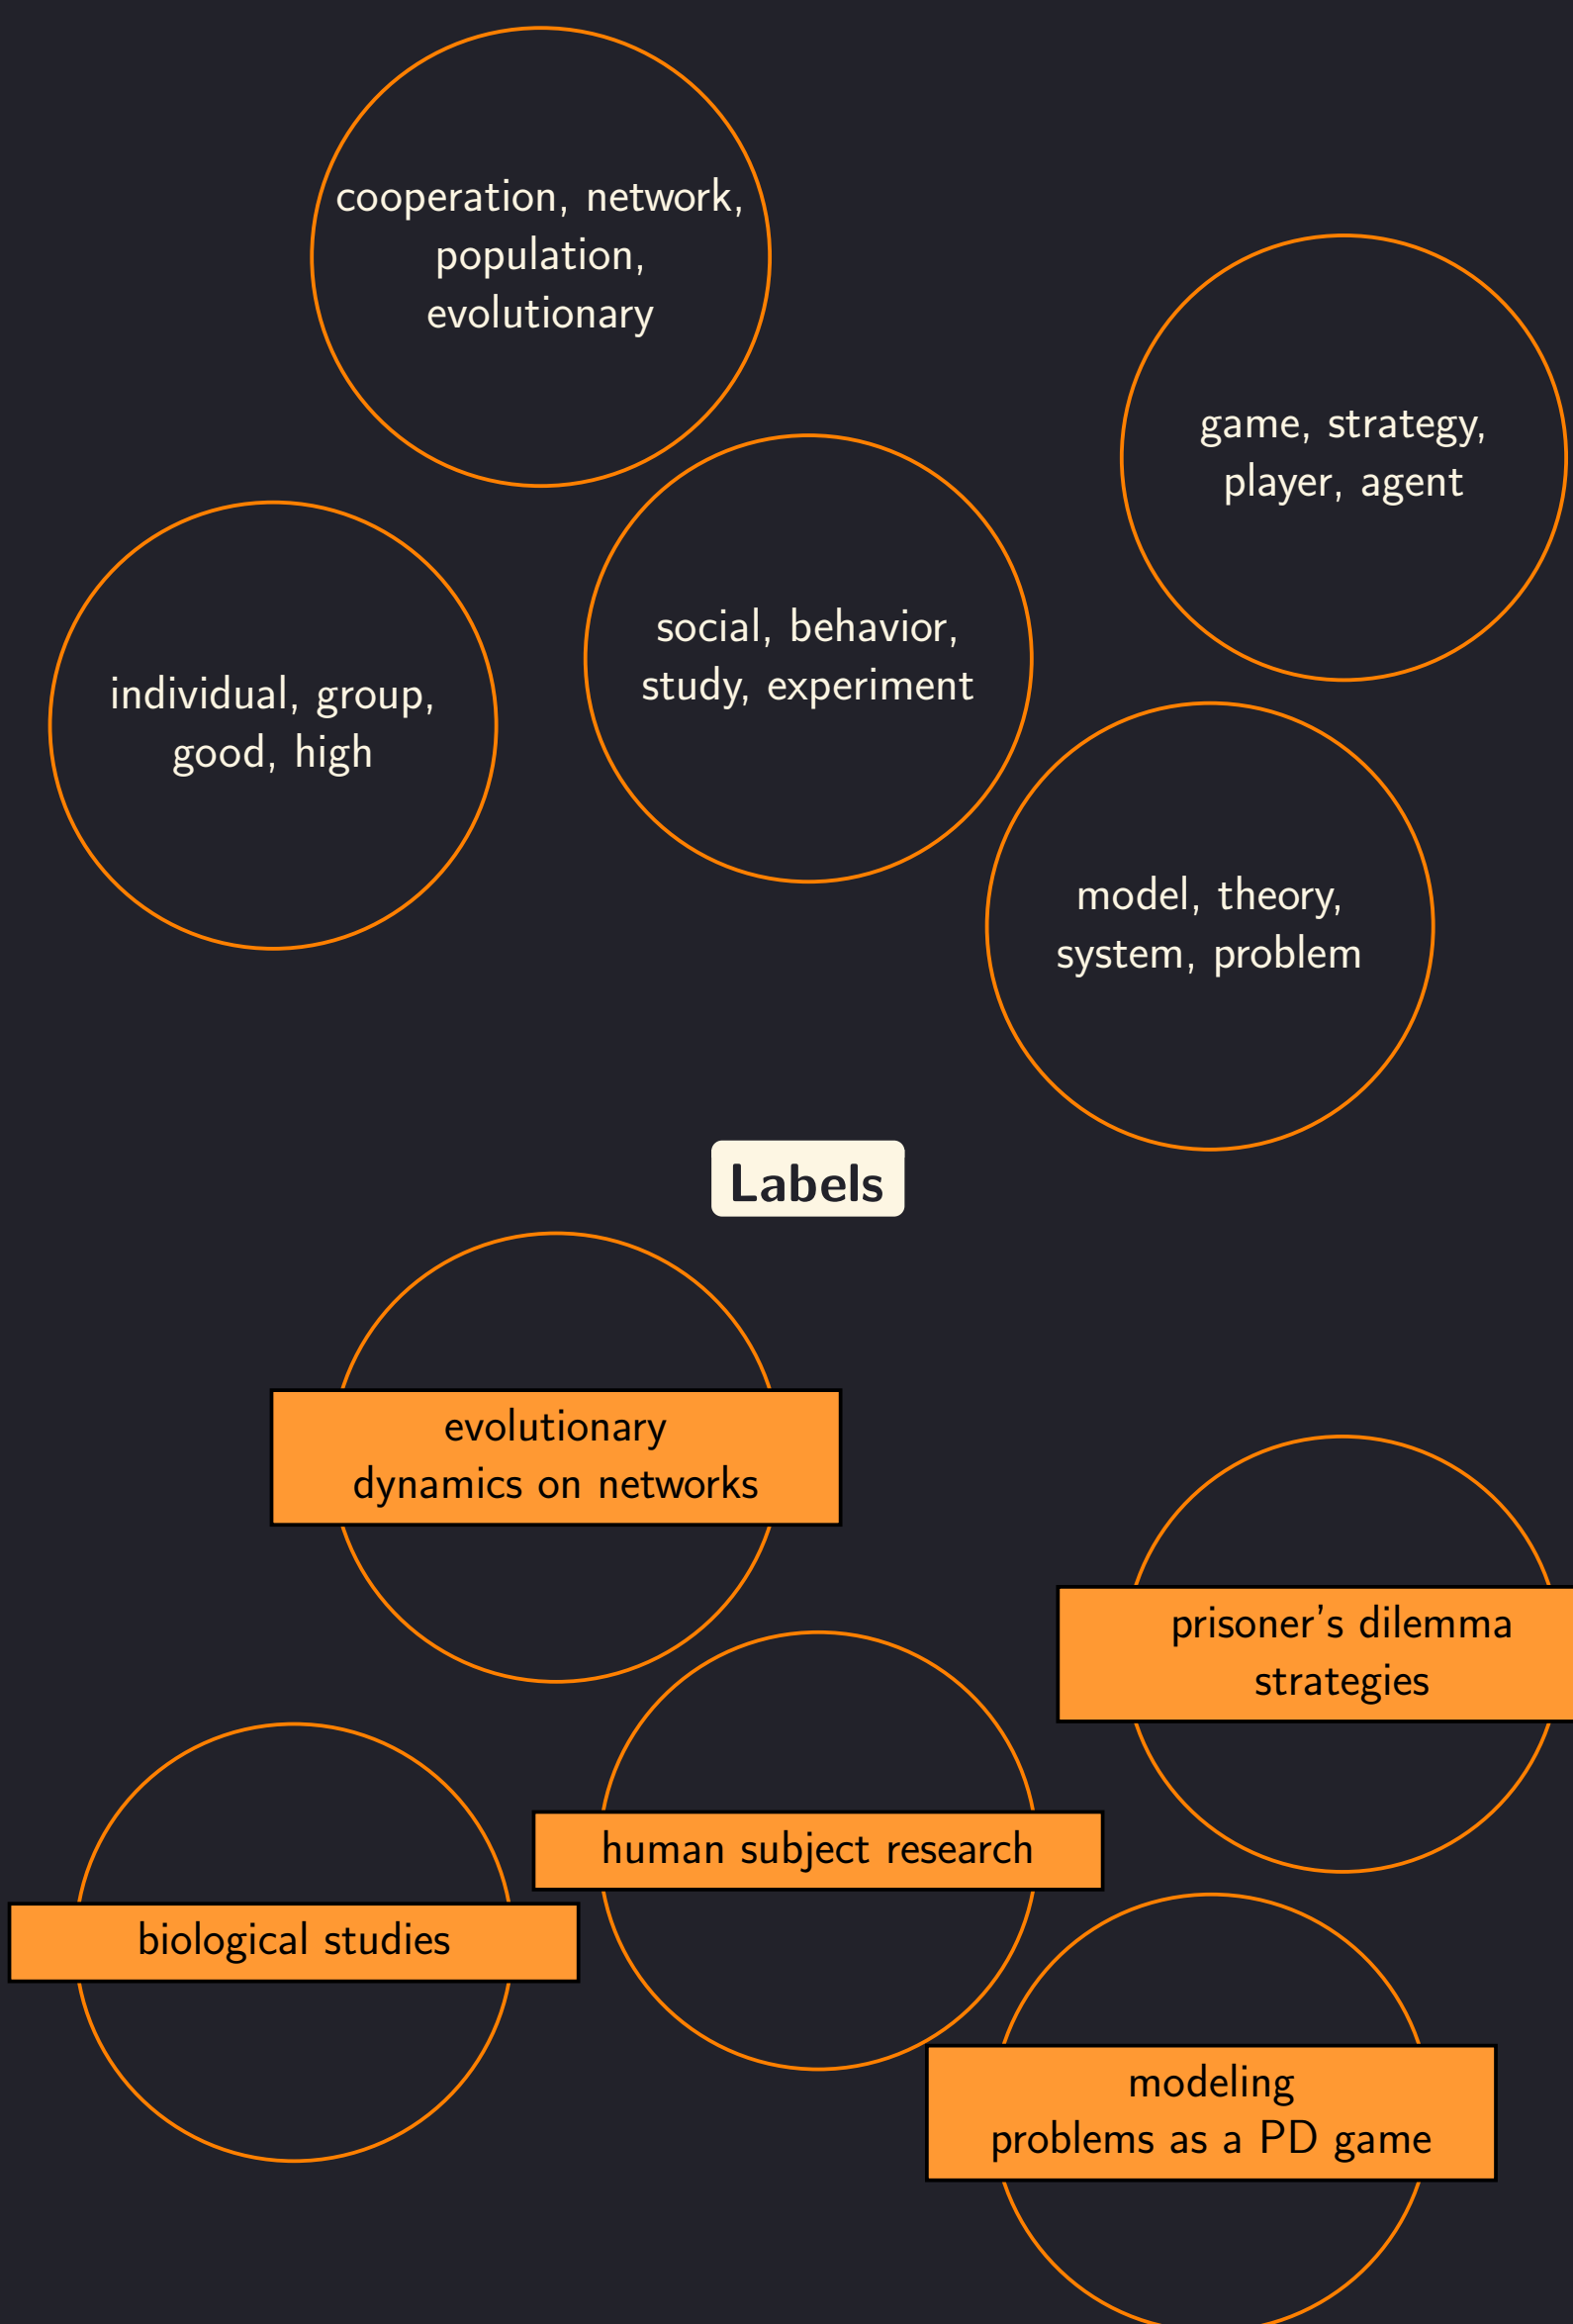 cooperation, network,
population,
evolutionary
game, strategy,
player, agent
social, behavior,
study, experiment
individual, group,
good, high
model, theory,
system, problem
Labels
evolutionary
dynamics on networks
prisoner's dilemma
strategies
human subject research
biological studies
modeling
problems as a PD game